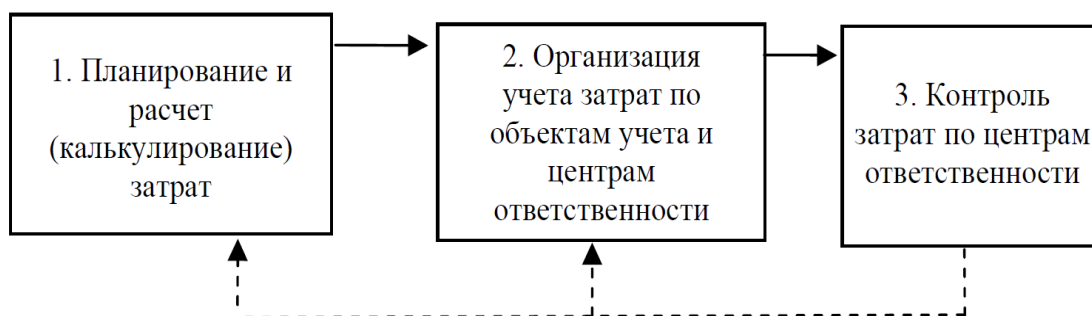 1. Планирование и
расчет
(калькулирование)
затрат
2. Организация
учета затрат по
объектам учета и
центрам
ответственности
3. Контроль
затрат по центрам
ответственности